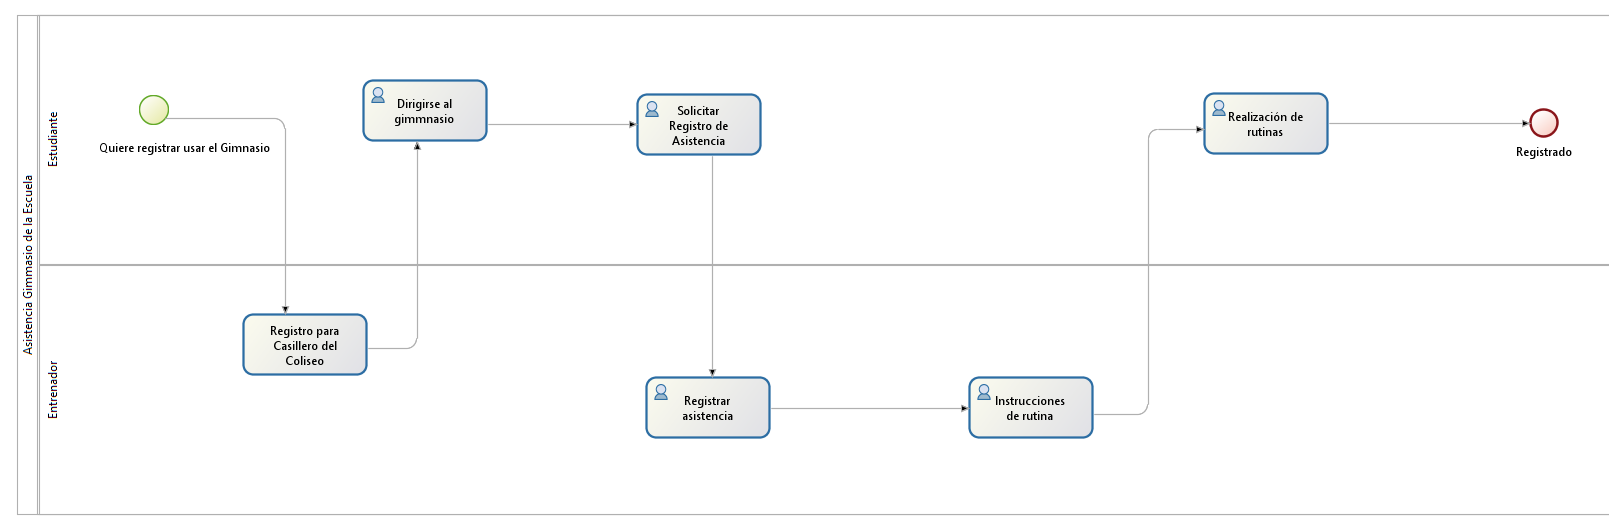 Asistencia Gimmasio de la Escuela
Estudiante
Quiere registrar usar el Gimnasio
Dirigirse al
gimmnasio
Solicitar
Registro de
Asistencia
Realización de
rutinas
Registrado
Entrenador
Registro para
Casillero del
Coliseo
Registrar
asistencia
Instrucciones
de rutina